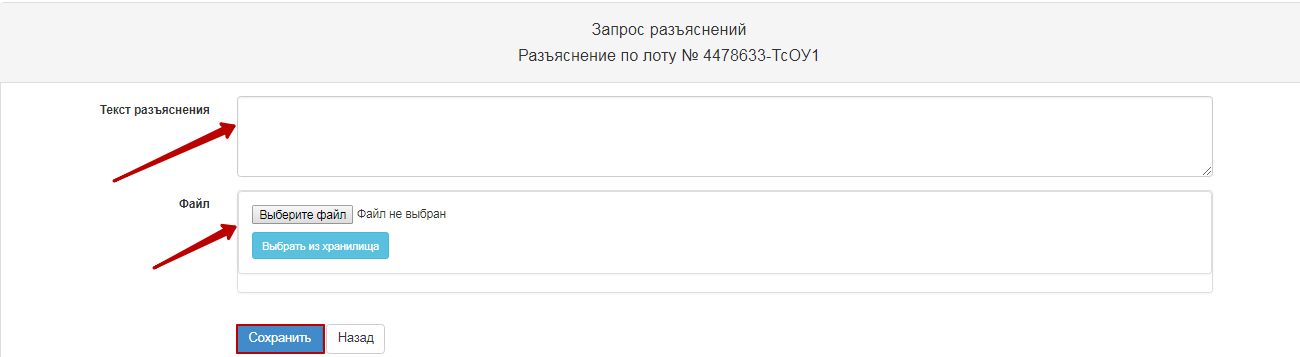 Запрос разъяснений
Разъяснение по лоту № 4478633-ТсОУ1
Текст разъяснения
Файл
Выберите файл Файл не выбран
Выбрать из хранилища
Сохранить Назад